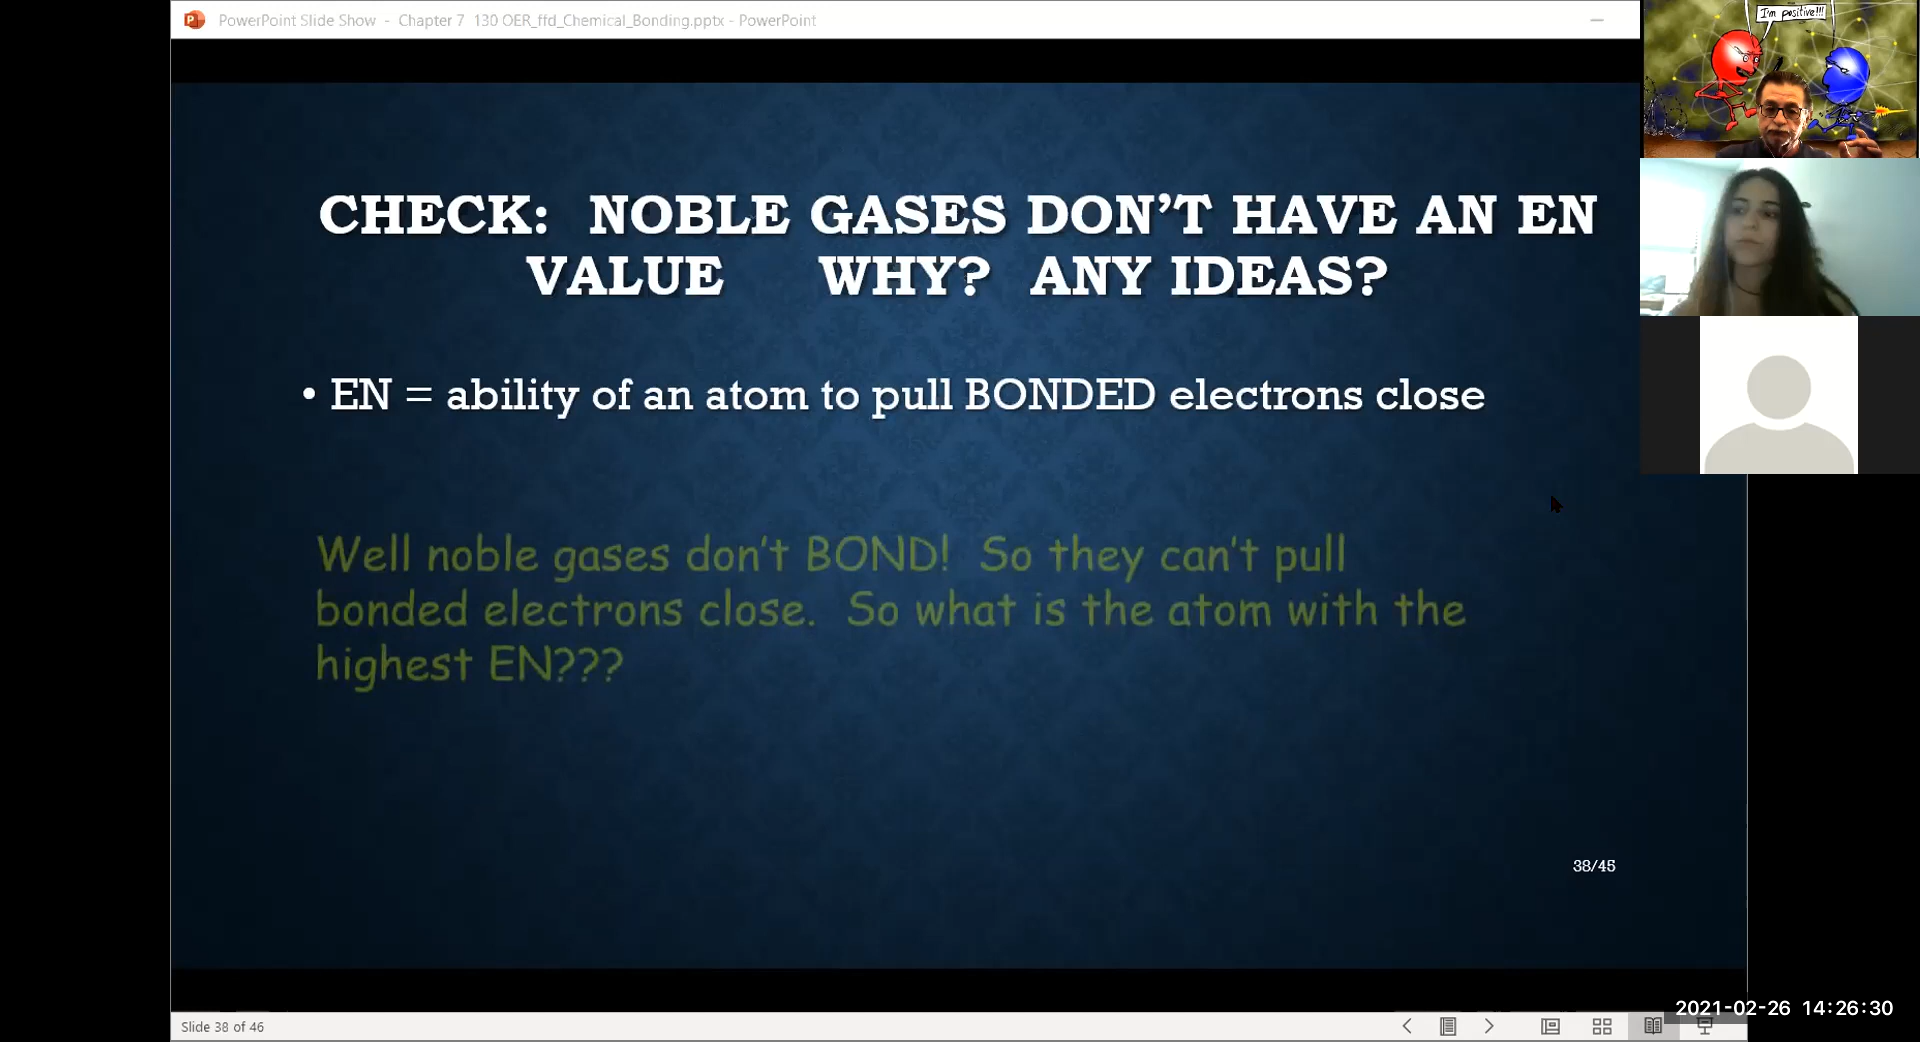 PowerPoint Slide Show - Chapter 7 130 OER_ffd_Chemical_Bonding.pptx - PowerPoint
I'm positive!!!
CHECK: NOBLE GASES DON’T HAVE AN EN
VALUE WHY? ANY IDEAS?
• EN = ability of an atom to pull BONDED electrons close
Well noble gases don’t BOND! So they can’t pull
bonded electrons close. So what is the atom with the
highest EN???
38/45
2021-02-26 14:26:30
Slide 38 of 46